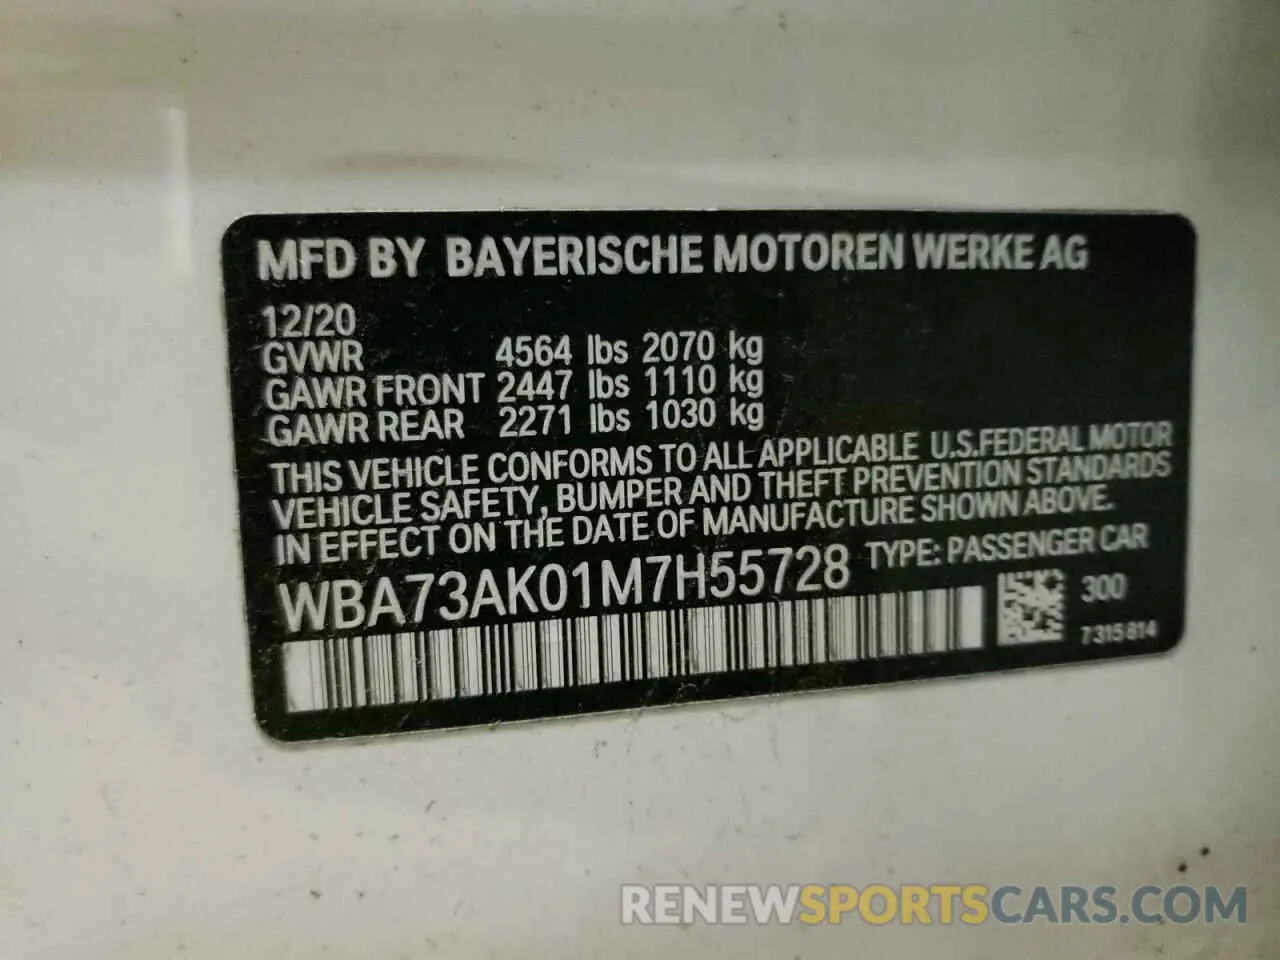 MFD BY BAYERISCHE MOTOREN WERKE AG
12/20
GVWR 4564 lbs 2070 kg
GAWR FRONT 2447 lbs 1110 kg
GAWR REAR 2271 lbs 1030 kg
THIS VEHICLE CONFORMS TO ALL APPLICABLE U.S.FEDERAL MOTOR
VEHICLE SAFETY, BUMPER AND THEFT PREVENTION STANDARDS
IN EFFECT ON THE DATE OF MANUFACTURE SHOWN ABOVE.
WBA73AK01M7H55728 TYPE: PASSENGER CAR
300
7315814
RENEWSPORTSCARS.COM